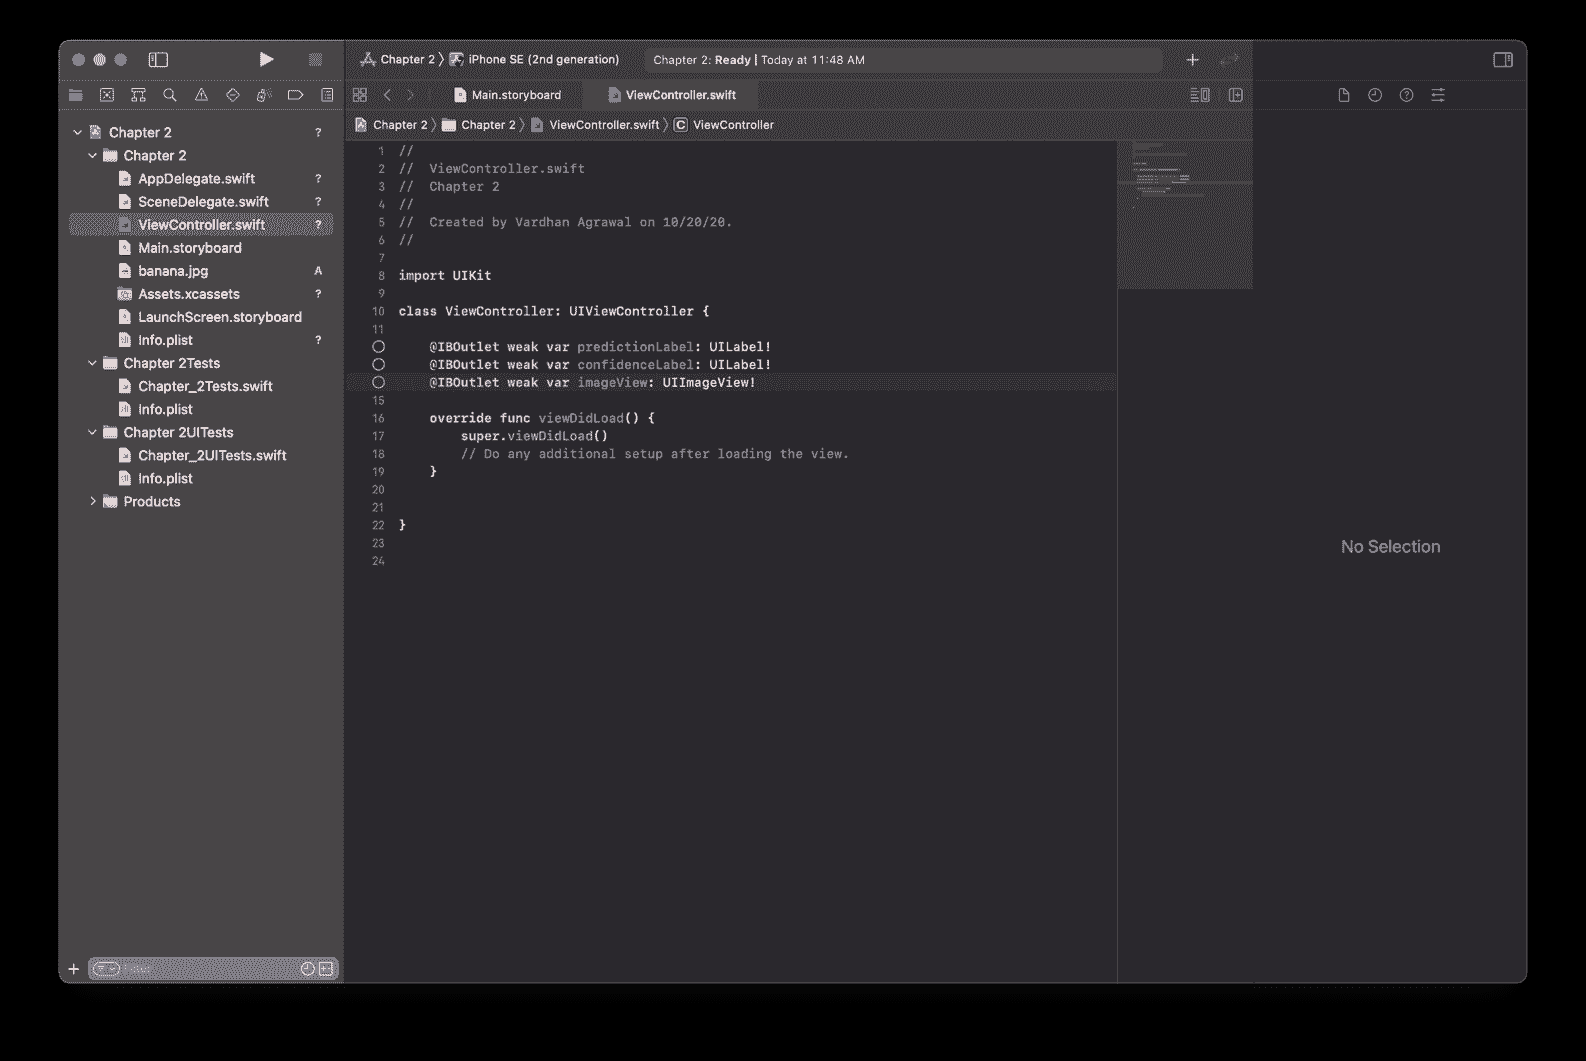 Chapter 2 iPhone SE (2nd generation) Chapter 2: Ready | Today at 11:48 AM
Main.storyboard ViewController.swift
Chapter 2 Chapter 2 ViewController.swift C ViewController
Chapter 2 ?
Chapter 2
AppDelegate.swift ?
SceneDelegate.swift ?
ViewController.swift ?
Main.storyboard
banana.jpg A
Assets.xcassets ?
LaunchScreen.storyboard
Info.plist ?
Chapter 2Tests
Chapter_2Tests.swift
Info.plist
Chapter 2UITests
Chapter_2UITests.swift
Info.plist
Products
1 //
2 // ViewController.swift
3 // Chapter 2
4 //
5 // Created by Vardhan Agrawal on 10/20/20.
6 //
7
8 import UIKit
9
10 class ViewController: UIViewController {
11
@IBOutlet weak var predictionLabel: UILabel!
@IBOutlet weak var confidenceLabel: UILabel!
@IBOutlet weak var imageView: UIImageView!
15
16 override func viewDidLoad() {
17 super.viewDidLoad()
18 // Do any additional setup after loading the view.
19 }
20
21
22 }
23
24
No Selection